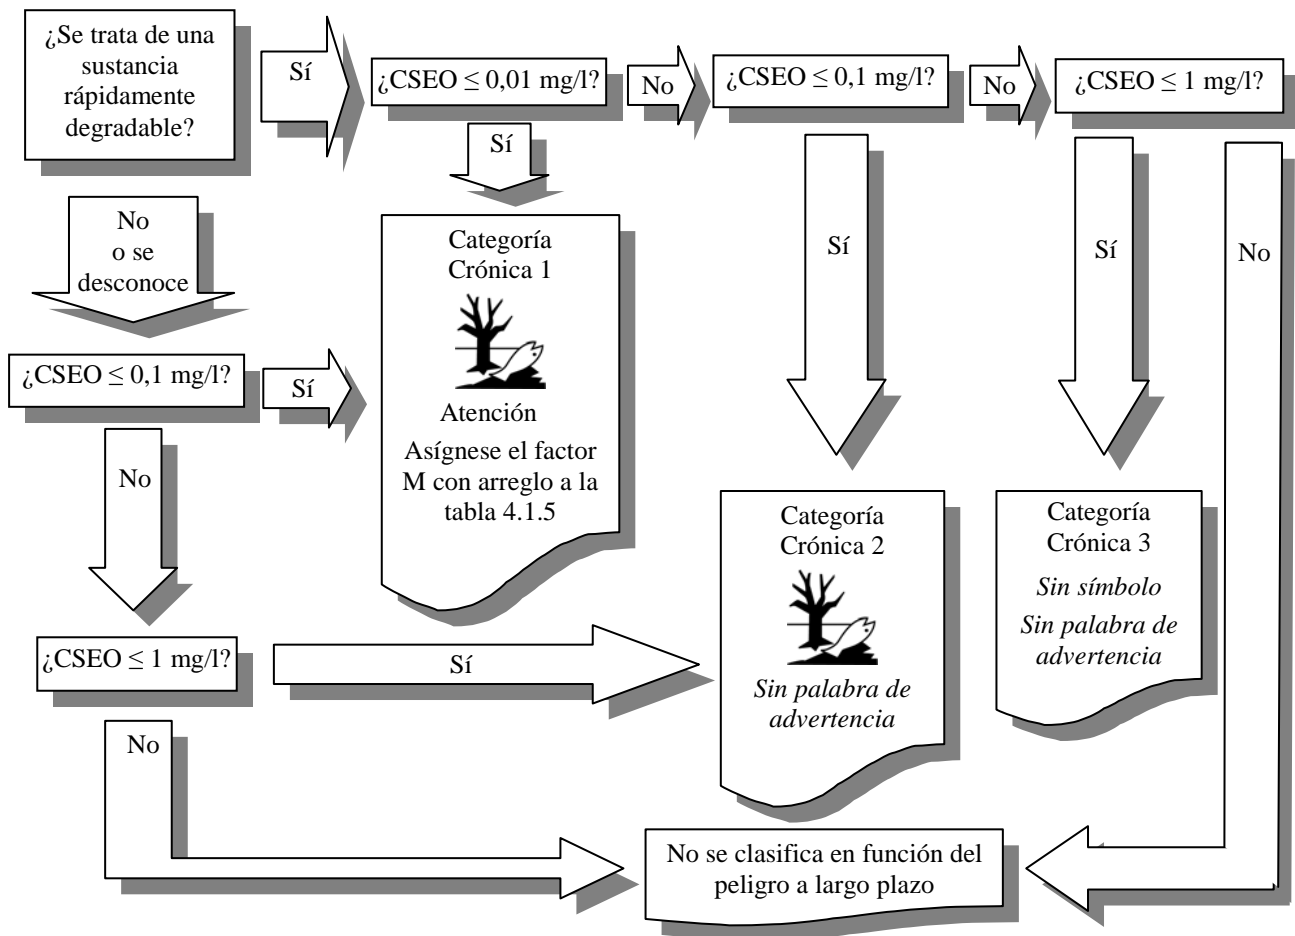 ¿Se trata de una
sustancia
rápidamente
degradable?
Sí
¿CSEO ≤ 0,01 mg/l?
No
¿CSEO ≤ 0,1 mg/l?
No
¿CSEO ≤ 1 mg/l?
Sí
No
o se
desconoce
Categoría
Crónica 1
Atención
Asígnese el factor
M con arreglo a la
tabla 4.1.5
Sí
Sí
No
¿CSEO ≤ 0,1 mg/l?
Sí
No
Categoría
Crónica 2
Sin palabra de
advertencia
Categoría
Crónica 3
Sin símbolo
Sin palabra de
advertencia
¿CSEO ≤ 1 mg/l?
Sí
No
No se clasifica en función del
peligro a largo plazo